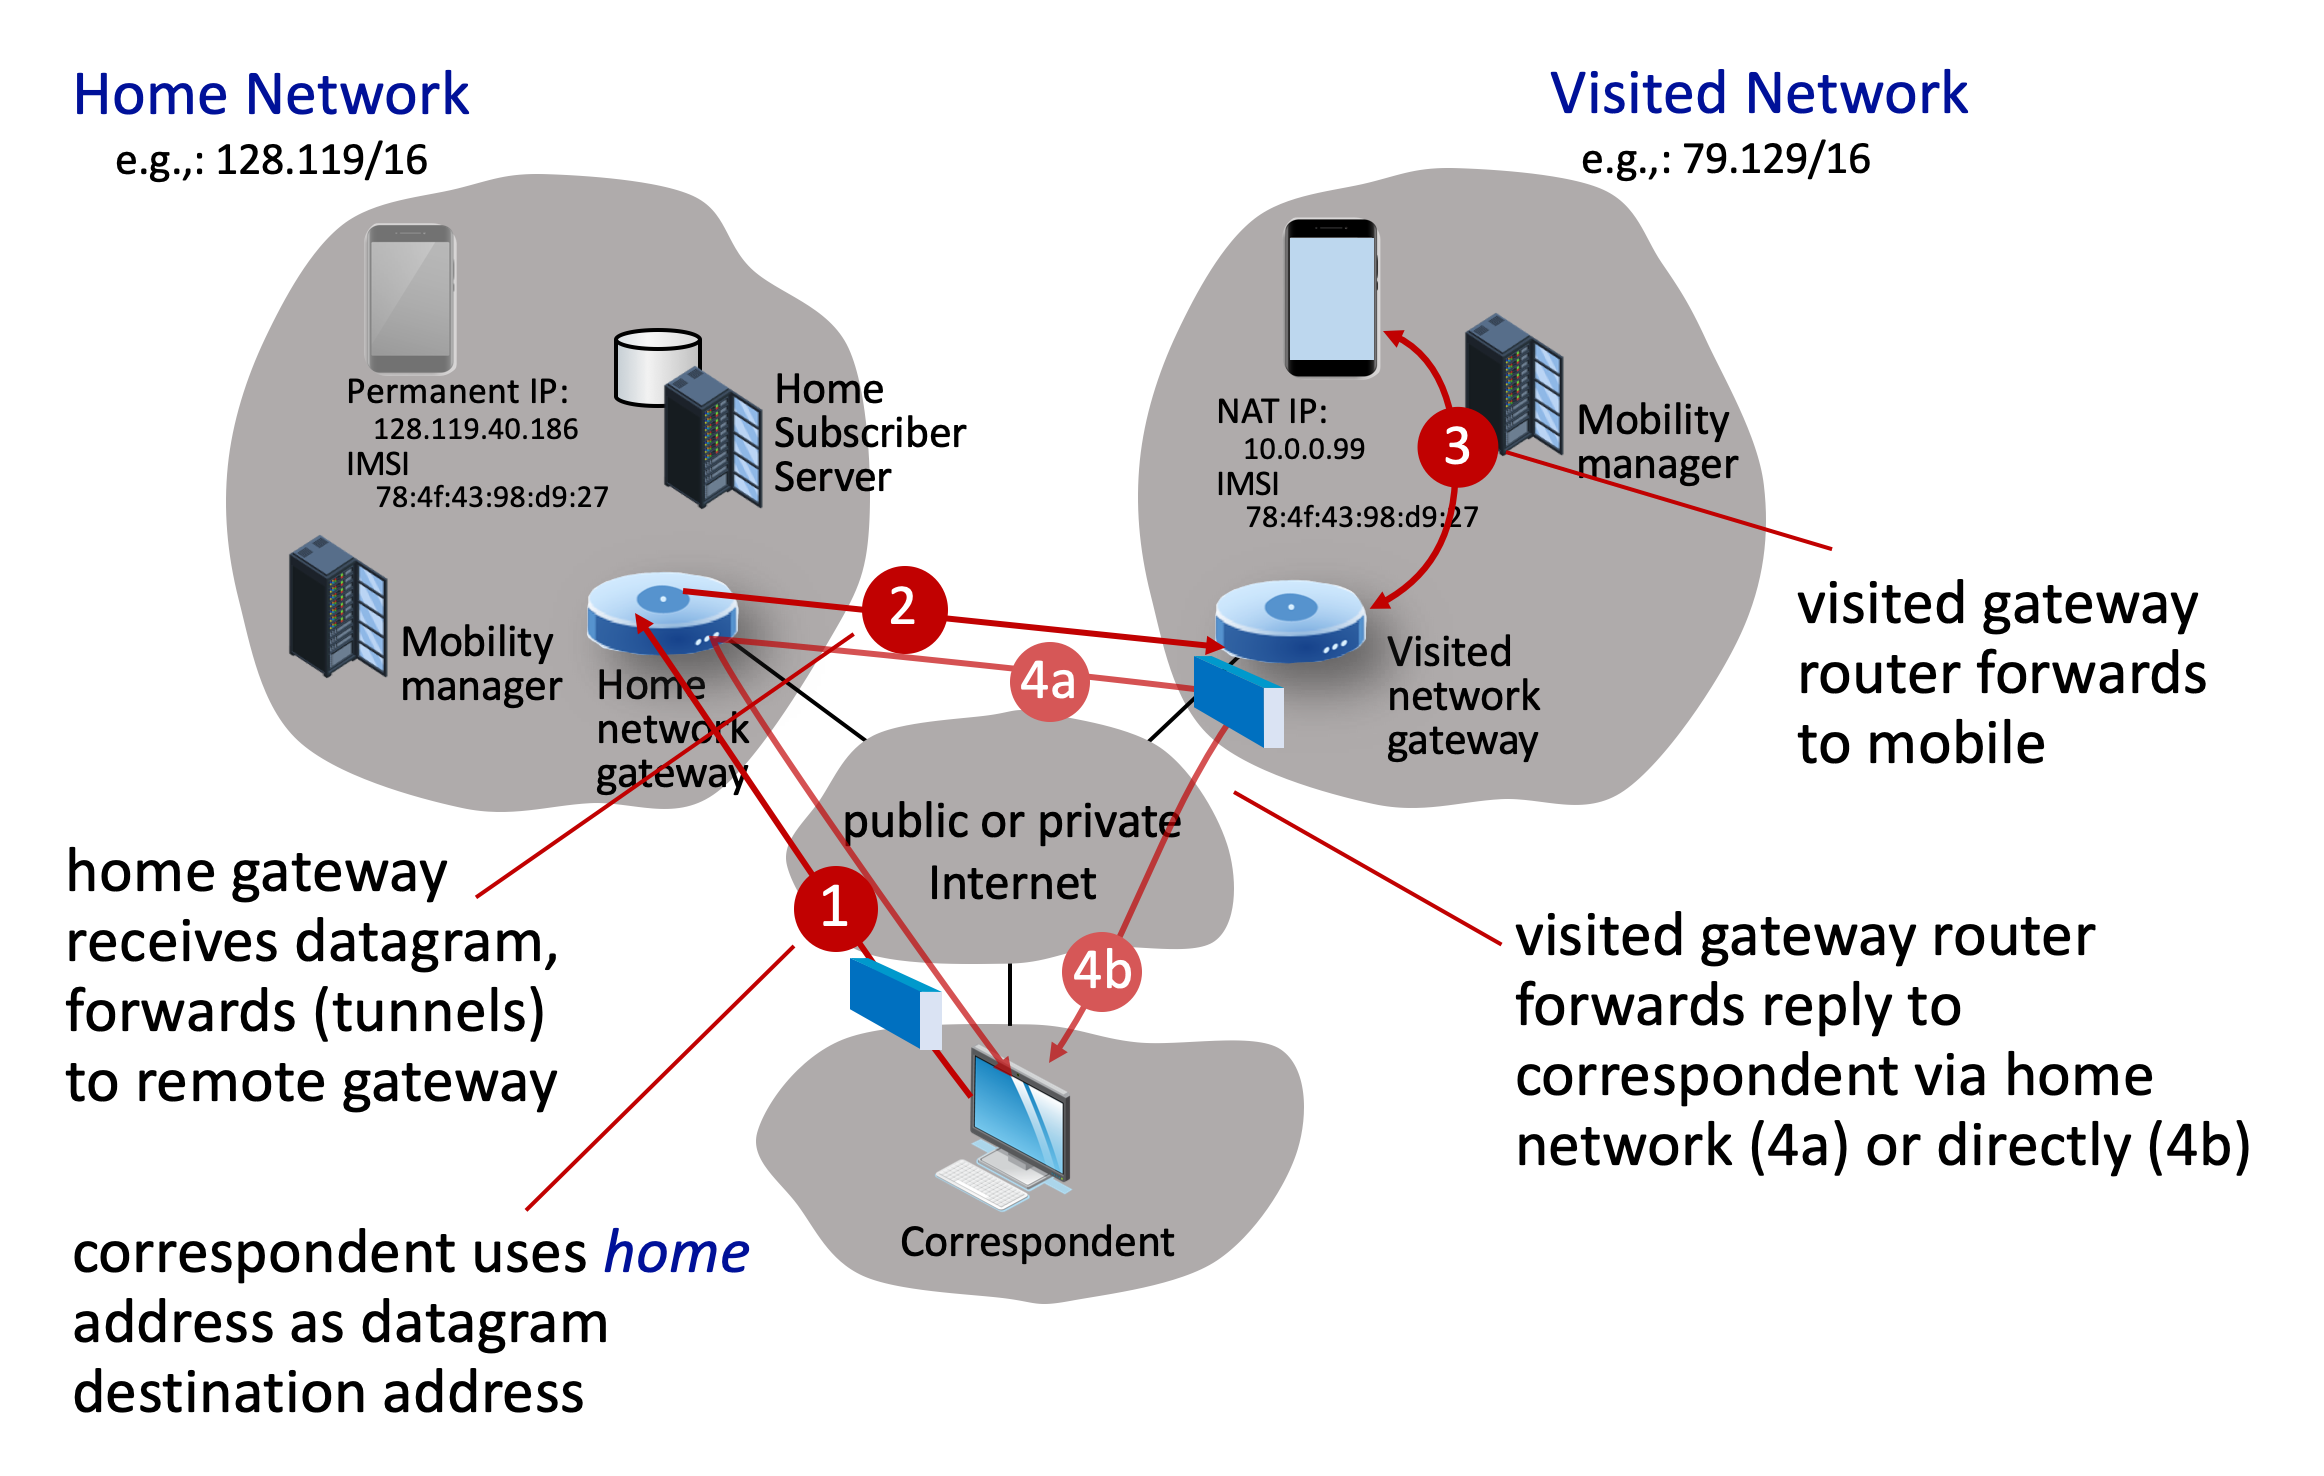 Home Network
e.g.,: 128.119/16
Visited Network
e.g.,: 79.129/16
Permanent IP:
128.119.40.186
IMSI
78:4f:43:98:d9:27
Home
Subscriber
Server
NAT IP:
10.0.0.99
IMSI
78:4f:43:98:d9:27
3
Mobility
manager
Mobility
manager
Home
network
gateway
2
4a
Visited
network
gateway
visited gateway
router forwards
to mobile
public or private
Internet
1
4b
home gateway
receives datagram,
forwards (tunnels)
to remote gateway
visited gateway router
forwards reply to
correspondent via home
network (4a) or directly (4b)
Correspondent
correspondent uses home
address as datagram
destination address